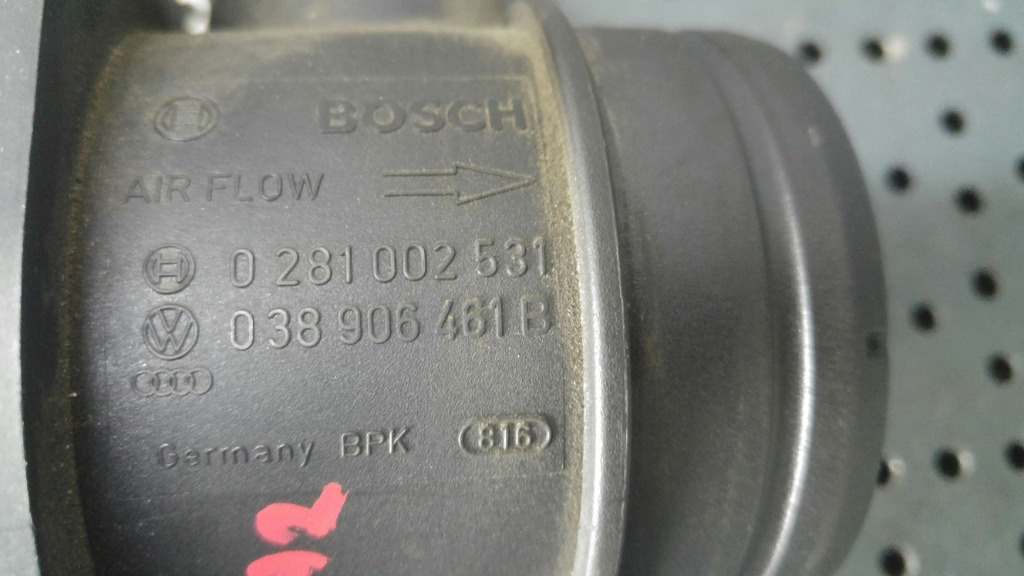 BOSCH
AIR FLOW
0 281 002 531
038 906 461 B
Germany BPK 816